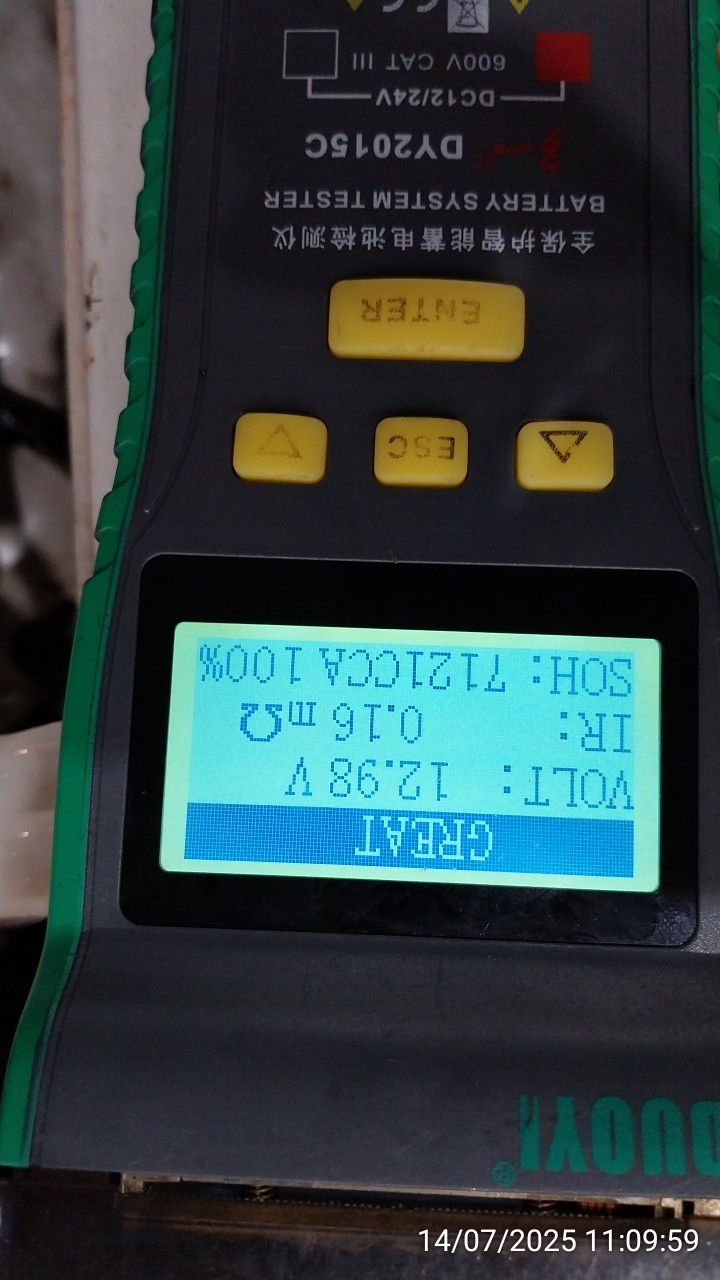 DUOYI®
GREAT
VOLT: 12.98 V
IR: 0.16 mΩ
SOH: 7121CCA 100%
ESC
ENTER
全保护智能蓄电池检测仪
BATTERY SYSTEM TESTER
DY2015C
DC12/24V
600V CAT III
CE
14/07/2025 11:09:59